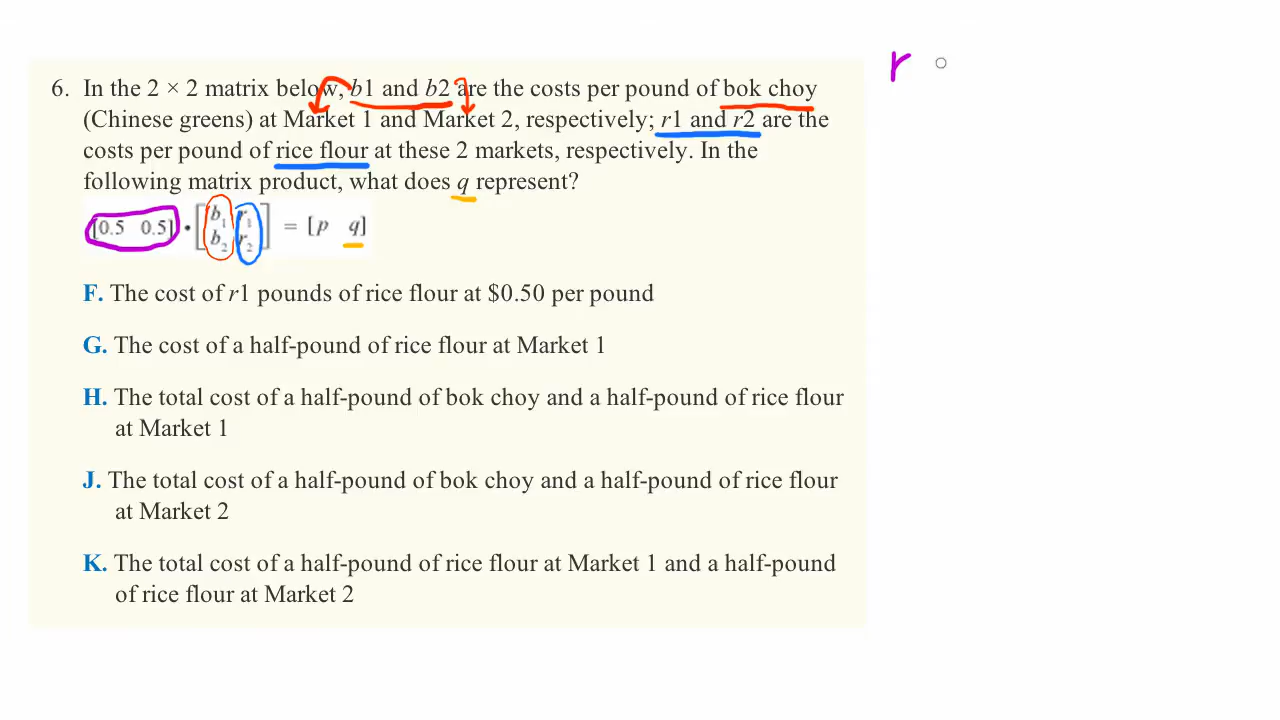 6. In the 2 × 2 matrix below, b1 and b2 are the costs per pound of bok choy
(Chinese greens) at Market 1 and Market 2, respectively; r1 and r2 are the
costs per pound of rice flour at these 2 markets, respectively. In the
following matrix product, what does q represent?
[0.5 0.5] • [b₁ r₁
b₂ r₂] = [p q]
F. The cost of r1 pounds of rice flour at $0.50 per pound
G. The cost of a half-pound of rice flour at Market 1
H. The total cost of a half-pound of bok choy and a half-pound of rice flour
at Market 1
J. The total cost of a half-pound of bok choy and a half-pound of rice flour
at Market 2
K. The total cost of a half-pound of rice flour at Market 1 and a half-pound
of rice flour at Market 2
r